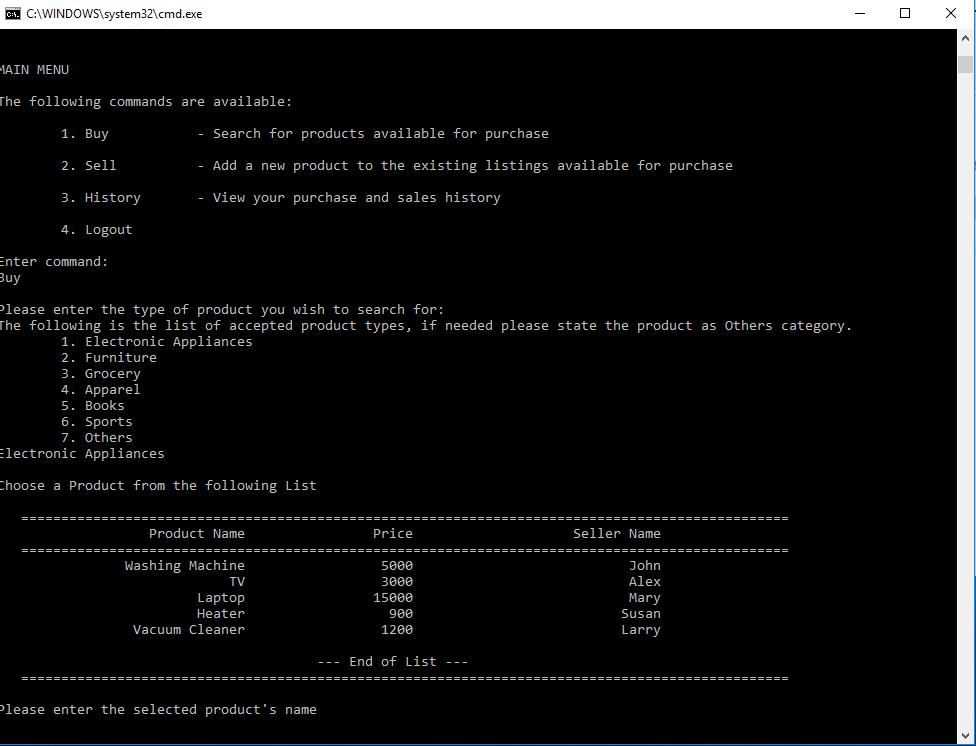 C:\WINDOWS\system32\cmd.exe
MAIN MENU
The following commands are available:
1. Buy - Search for products available for purchase
2. Sell - Add a new product to the existing listings available for purchase
3. History - View your purchase and sales history
4. Logout
Enter command:
Buy
Please enter the type of product you wish to search for:
The following is the list of accepted product types, if needed please state the product as Others category.
1. Electronic Appliances
2. Furniture
3. Grocery
4. Apparel
5. Books
6. Sports
7. Others
Electronic Appliances
Choose a Product from the following List
================================================================================================
Product Name Price Seller Name
================================================================================================
Washing Machine 5000 John
TV 3000 Alex
Laptop 15000 Mary
Heater 900 Susan
Vacuum Cleaner 1200 Larry
--- End of List ---
================================================================================================
Please enter the selected product's name